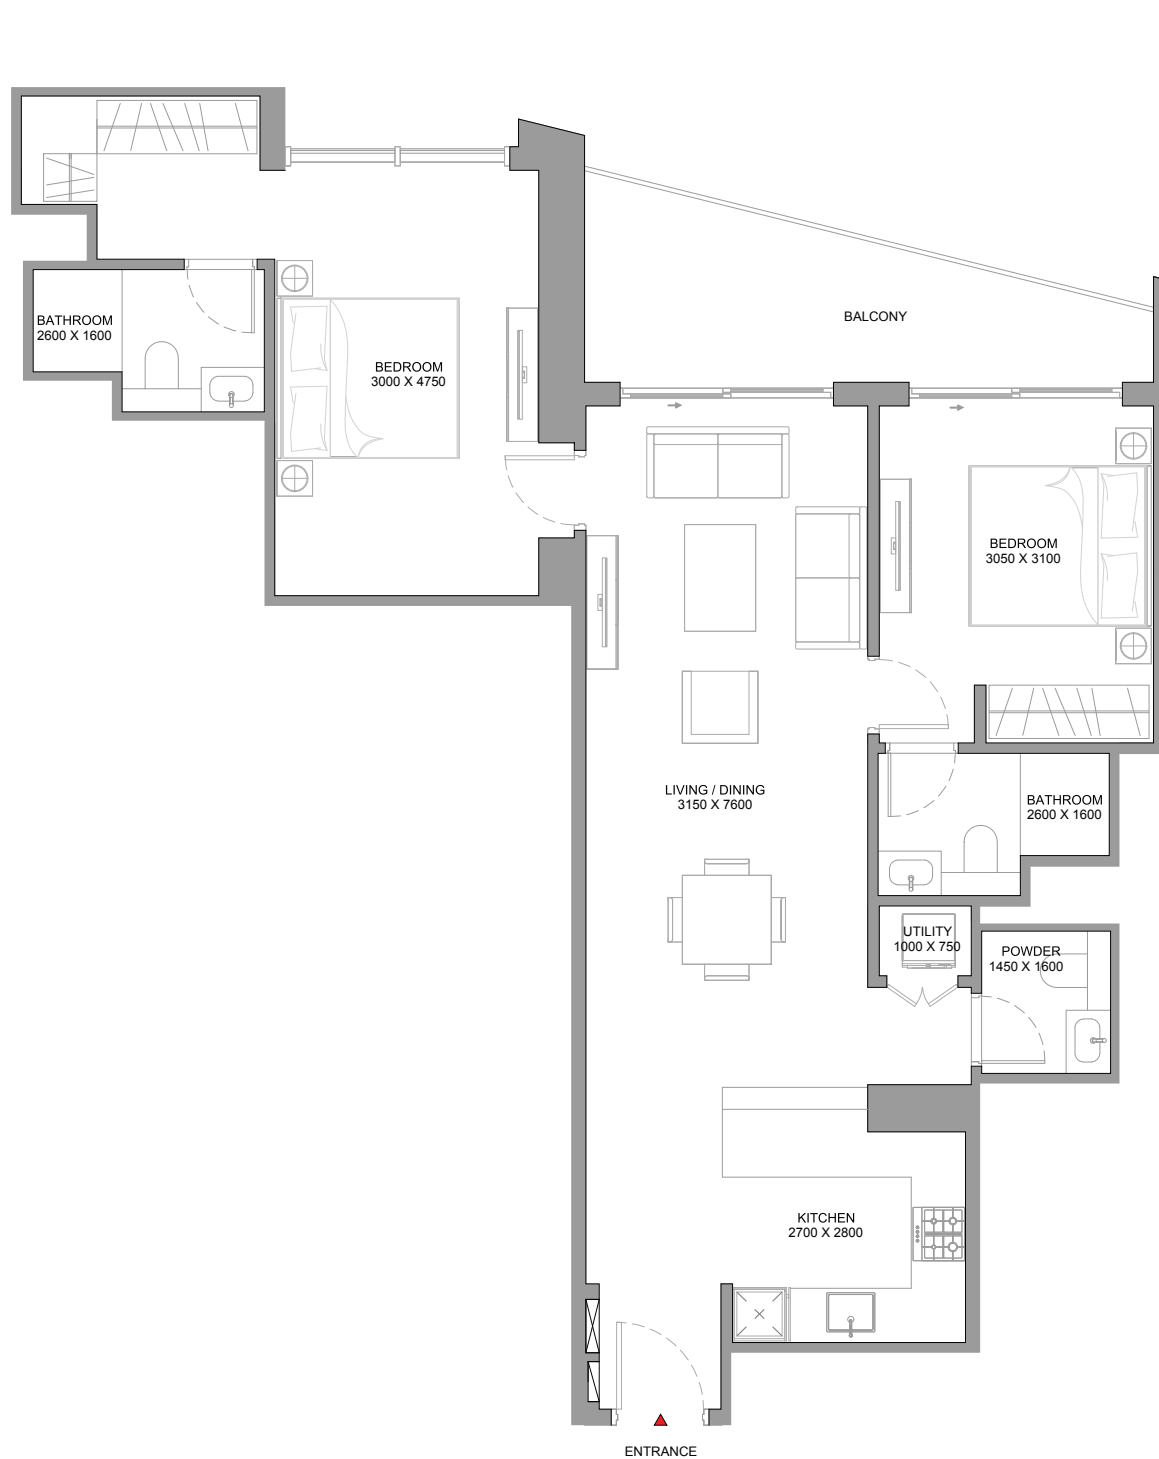 BALCONY
BATHROOM
2600 X 1600
BEDROOM
3000 X 4750
BEDROOM
3050 X 3100
LIVING / DINING
3150 X 7600
BATHROOM
2600 X 1600
UTILITY
1000 X 750
POWDER
1450 X 1600
KITCHEN
2700 X 2800
ENTRANCE